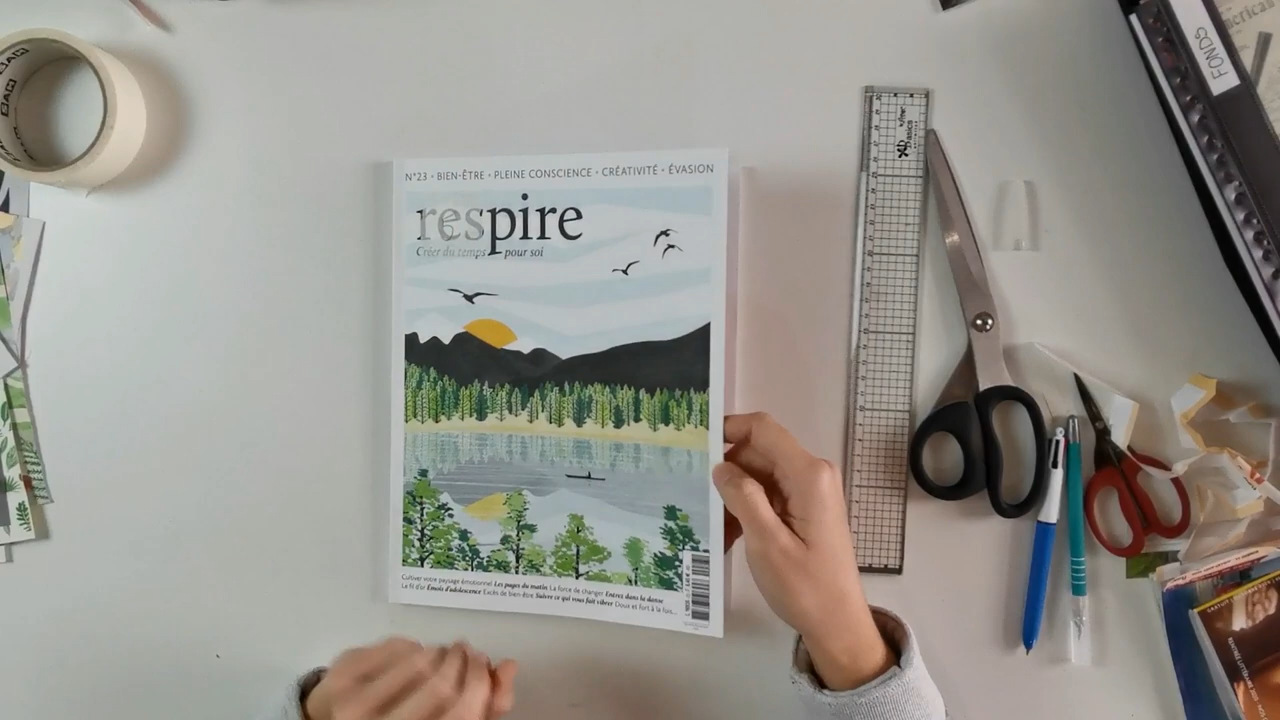 N°23 • BIEN-ÊTRE • PLEINE CONSCIENCE • CRÉATIVITÉ • ÉVASION
respire
Créer du temps pour soi
Cultiver votre paysage émotionnel Les pages du matin La force de changer Entrez dans la danse
Le fil d'or Émois d'adolescence Excès de bien-être Suivre ce qui vous fait vibrer Doux et fort à la fois...
FONDS